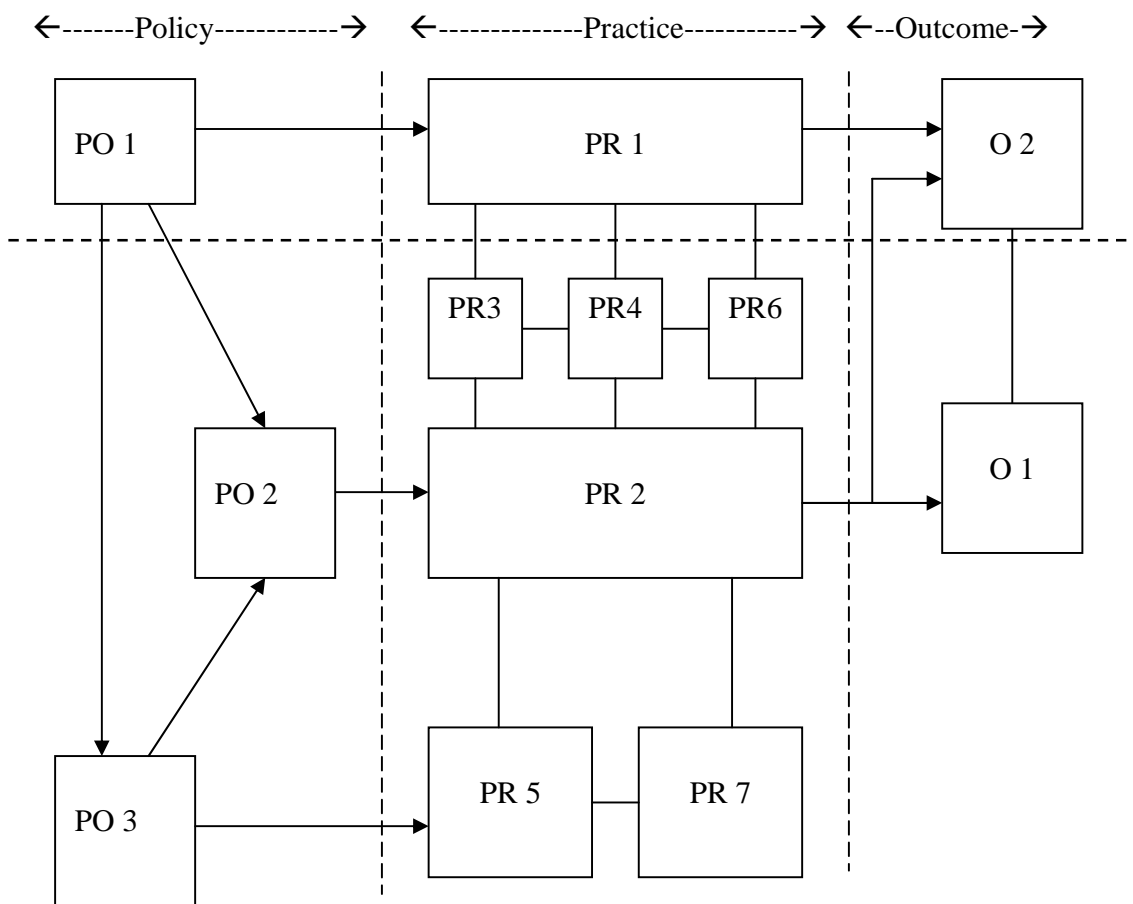 ←-------Policy------------→ ←--------------Practice-----------→ ←--Outcome-→
PO 1 PR 1 O 2
PR3 PR4 PR6
PO 2 PR 2 O 1
PO 3 PR 5 PR 7